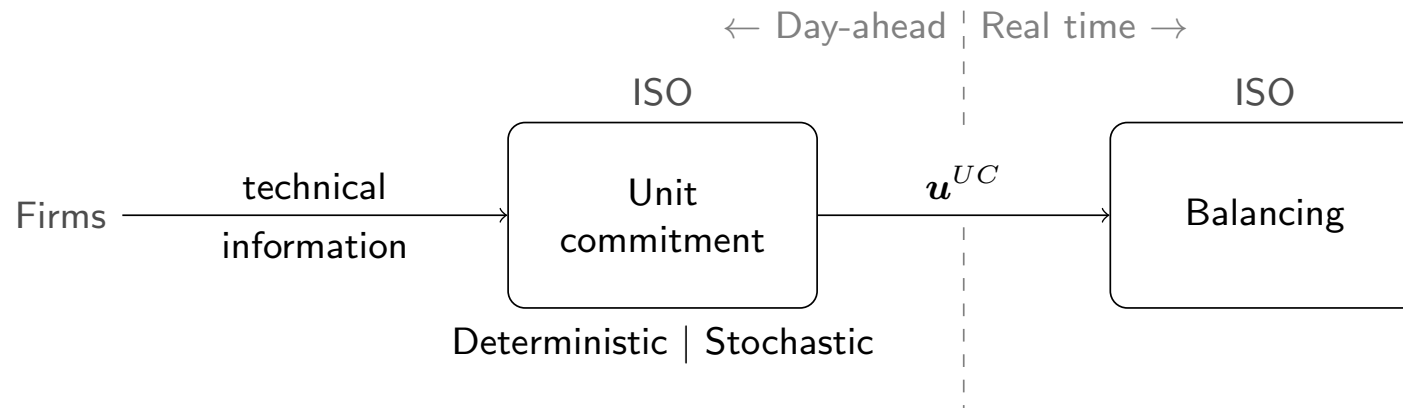 ← Day-ahead Real time →
ISO ISO
technical
Unit
u^{UC}
Firms
Balancing
commitment
information
Deterministic | Stochastic